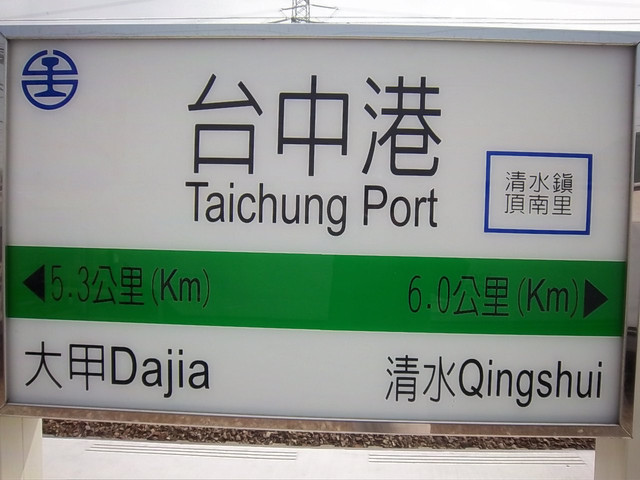 台中港
Taichung Port
清水鎮
頂南里
5.3公里(Km)
6.0公里(Km)
大甲Dajia
清水Qingshui